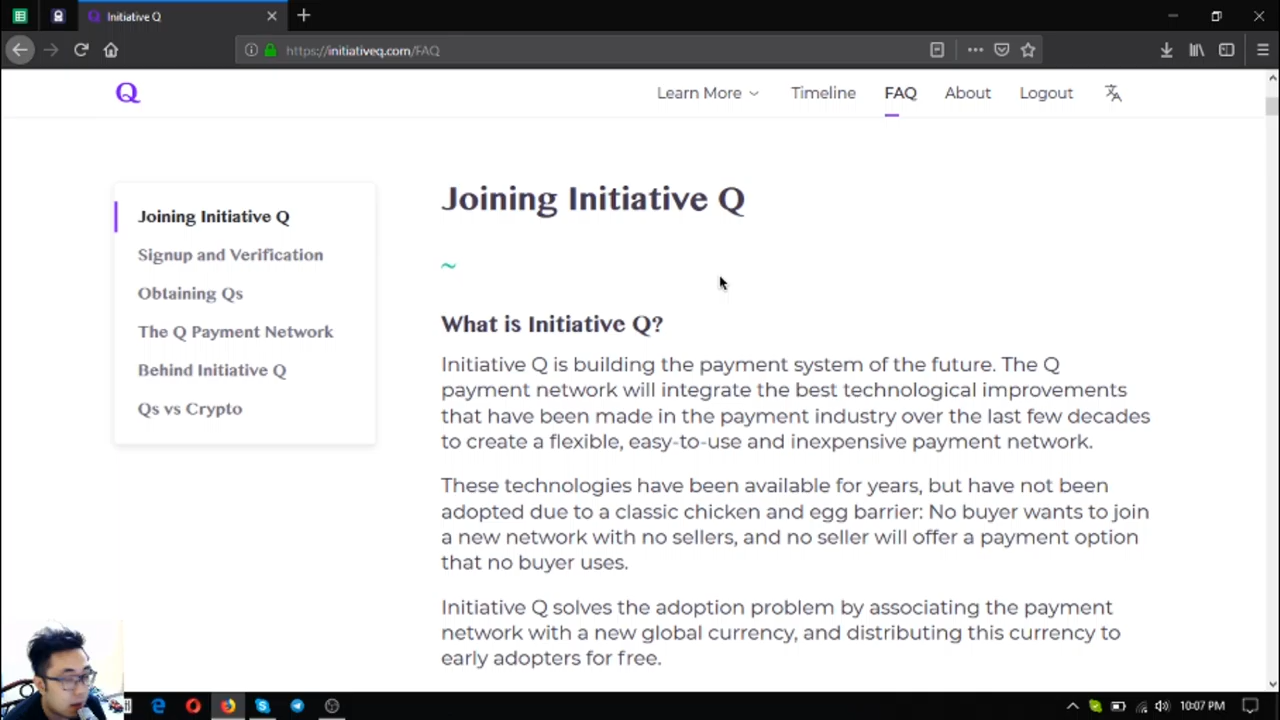 Initiative Q
https://initiativeq.com/FAQ
Q
Learn More
Timeline
FAQ
About
Logout
Joining Initiative Q
Signup and Verification
Obtaining Qs
The Q Payment Network
Behind Initiative Q
Qs vs Crypto
Joining Initiative Q
~
What is Initiative Q?
Initiative Q is building the payment system of the future. The Q
payment network will integrate the best technological improvements
that have been made in the payment industry over the last few decades
to create a flexible, easy-to-use and inexpensive payment network.
These technologies have been available for years, but have not been
adopted due to a classic chicken and egg barrier: No buyer wants to join
a new network with no sellers, and no seller will offer a payment option
that no buyer uses.
Initiative Q solves the adoption problem by associating the payment
network with a new global currency, and distributing this currency to
early adopters for free.
10:07 PM